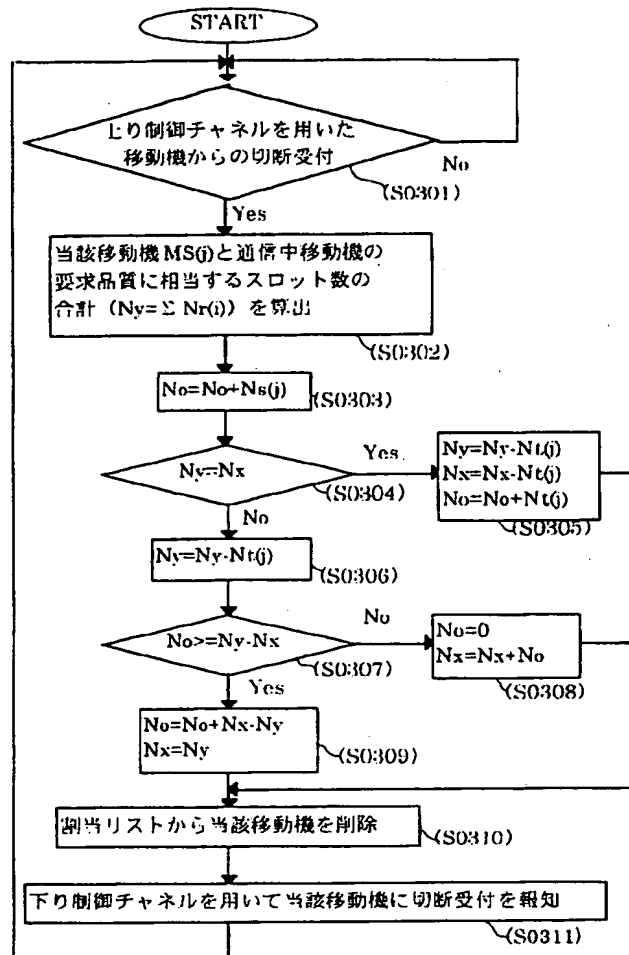 START
上り制御チャネルを用いた
移動機からの切断受付
No
(S0301)
Yes
当該移動機 MS(j)と通信中移動機の
要求品質に相当するスロット数の
合計（Ny=Σ Nr(i)）を算出
(S0302)
No=No+Ns(j)
(S0303)
Ny=Nx
Yes
(S0304)
Ny=Ny-Nt(j)
Nx=Nx-Nt(j)
No=No+Nt(j)
(S0305)
No
Ny=Ny-Nt(j)
(S0306)
No>=Ny-Nx
No
(S0307)
No=0
Nx=Nx+No
(S0308)
Yes
No=No+Nx-Ny
Nx=Ny
(S0309)
割当リストから当該移動機を削除
(S0310)
下り制御チャネルを用いて当該移動機に切断受付を報知
(S0311)